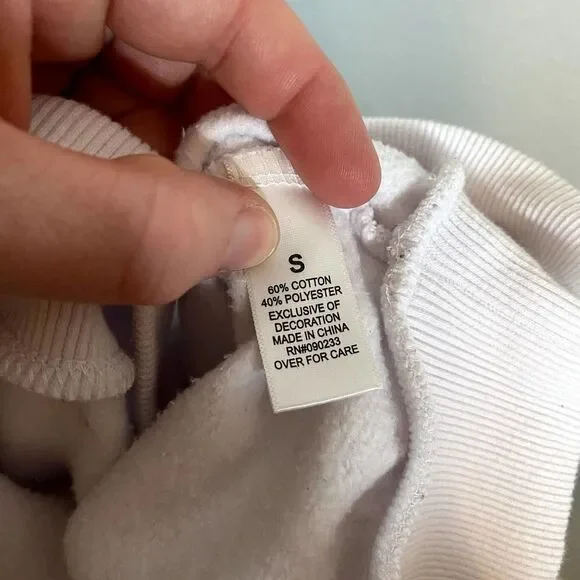 S
60% COTTON
40% POLYESTER
EXCLUSIVE OF
DECORATION
MADE IN CHINA
RN#090233
OVER FOR CARE